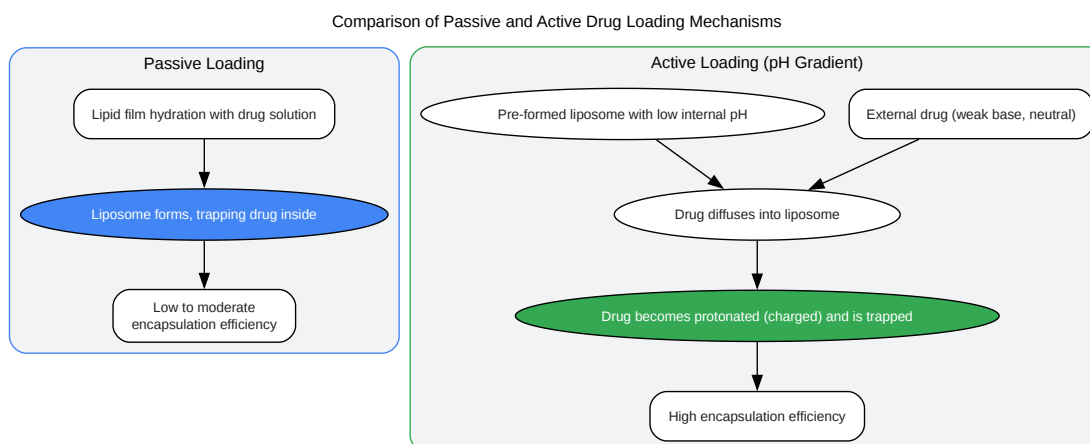 Comparison of Passive and Active Drug Loading Mechanisms
Passive Loading
Lipid film hydration with drug solution
Liposome forms, trapping drug inside
Low to moderate
encapsulation efficiency
Active Loading (pH Gradient)
Pre-formed liposome with low internal pH
External drug (weak base, neutral)
Drug diffuses into liposome
Drug becomes protonated (charged) and is trapped
High encapsulation efficiency